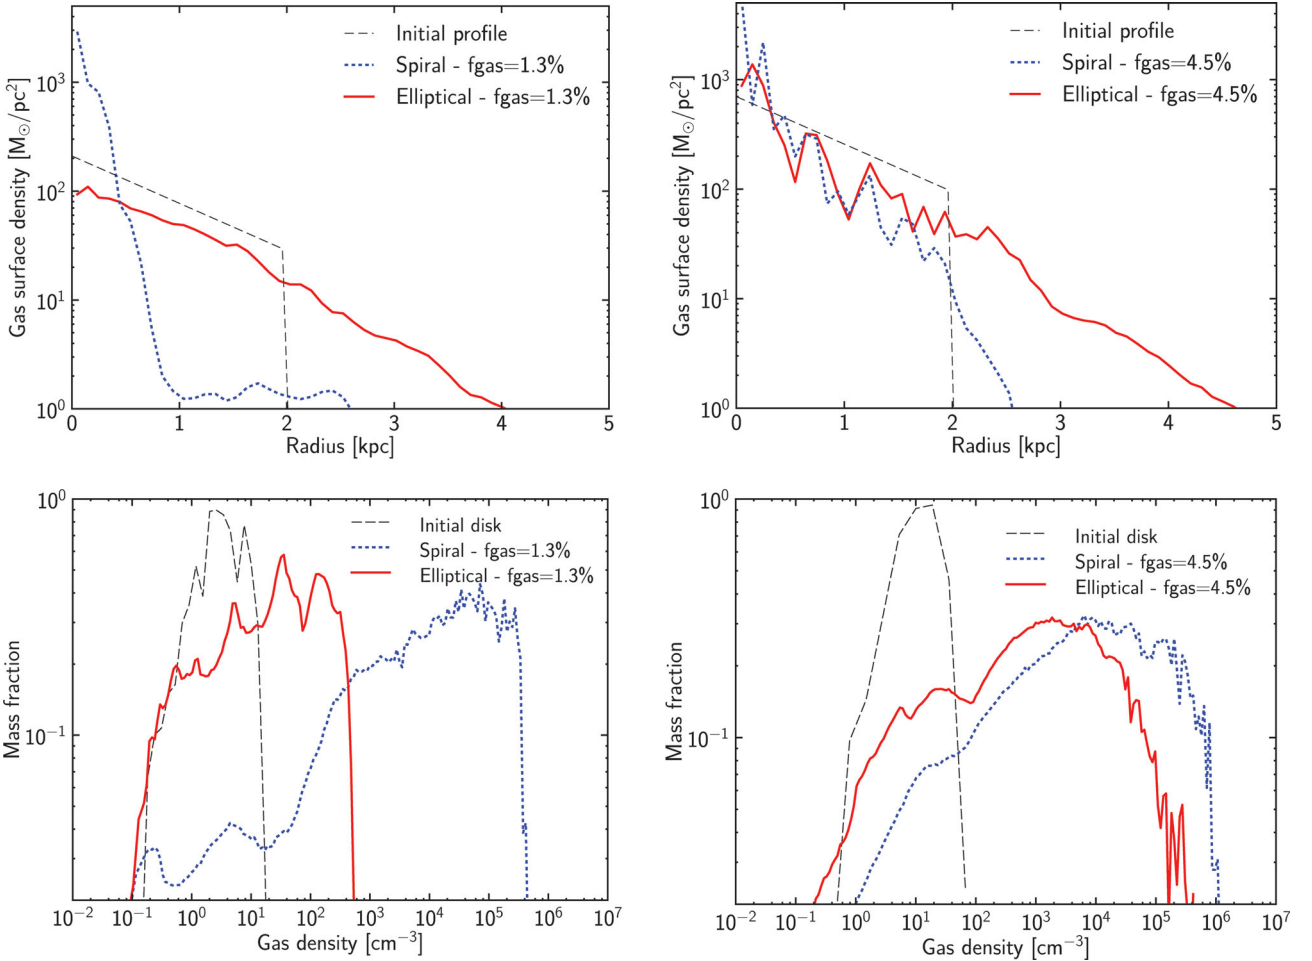 Initial profile
Spiral - fgas=1.3%
Elliptical - fgas=1.3%
Gas surface density [M⊙/pc2]
10³
10²
10¹
10⁰
0 1 2 3 4 5
Radius [kpc]
Initial profile
Spiral - fgas=4.5%
Elliptical - fgas=4.5%
Gas surface density [M⊙/pc2]
10³
10²
10¹
10⁰
0 1 2 3 4 5
Radius [kpc]
Initial disk
Spiral - fgas=1.3%
Elliptical - fgas=1.3%
Mass fraction
10⁰
10⁻¹
10⁻² 10⁻¹ 10⁰ 10¹ 10² 10³ 10⁴ 10⁵ 10⁶ 10⁷
Gas density [cm⁻³]
Initial disk
Spiral - fgas=4.5%
Elliptical - fgas=4.5%
Mass fraction
10⁰
10⁻¹
10⁻² 10⁻¹ 10⁰ 10¹ 10² 10³ 10⁴ 10⁵ 10⁶ 10⁷
Gas density [cm⁻³]